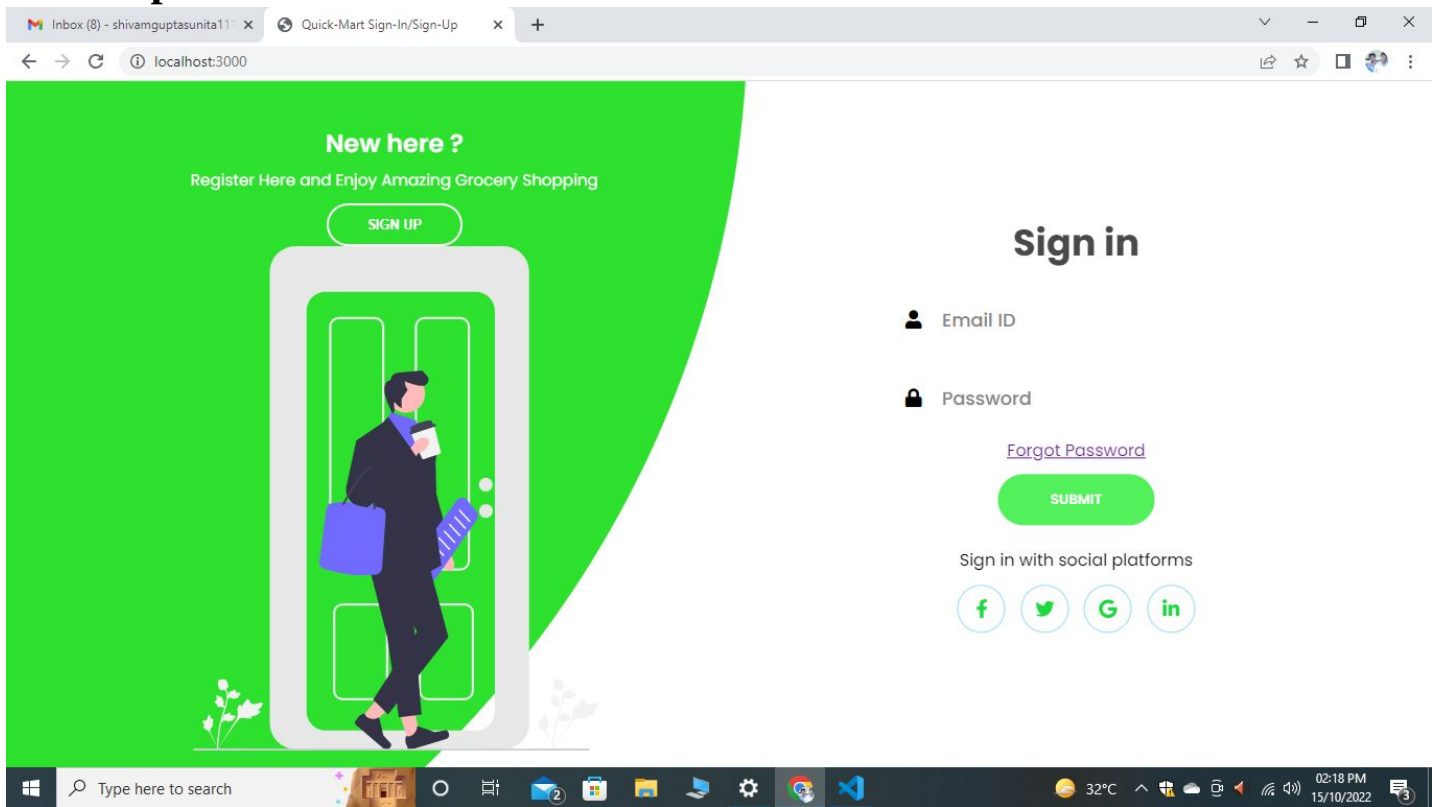 Inbox (8) - shivamguptasunita11
Quick-Mart Sign-In/Sign-Up
localhost:3000
New here ?
Register Here and Enjoy Amazing Grocery Shopping
SIGN UP
Sign in
Email ID
Password
Forgot Password
SUBMIT
Sign in with social platforms
f G in
Type here to search
2
32°C
02:18 PM
15/10/2022
3